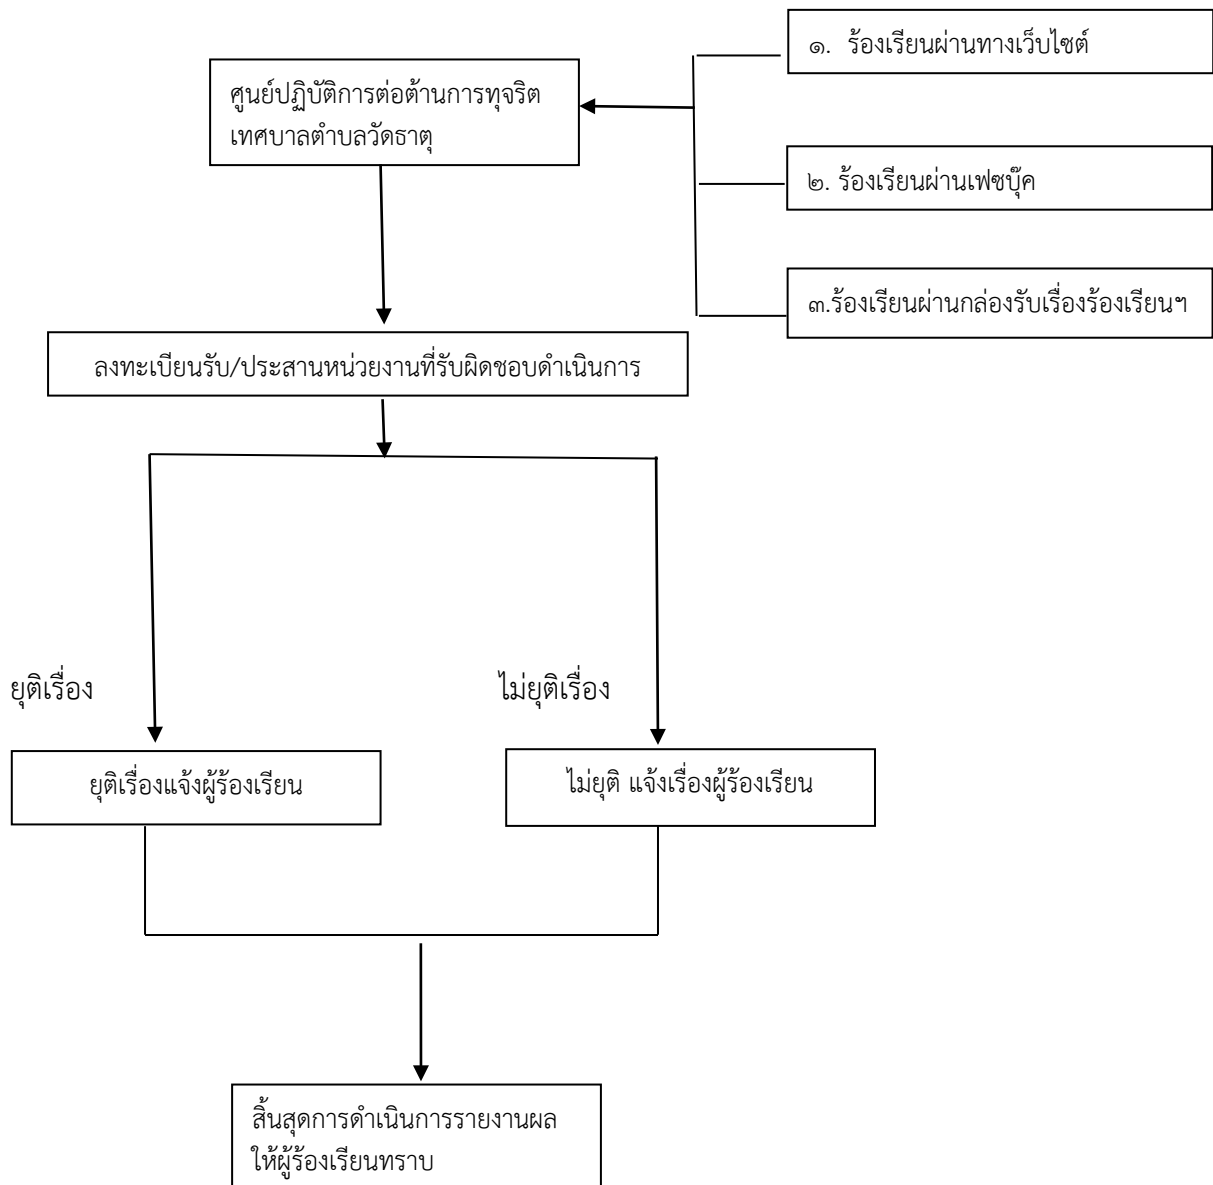 ๑. ร้องเรียนผ่านทางเว็บไซต์
ศูนย์ปฏิบัติการต่อต้านการทุจริต
เทศบาลตำบลวัดธาตุ
๒. ร้องเรียนผ่านเฟซบุ๊ค
๓.ร้องเรียนผ่านกล่องรับเรื่องร้องเรียนฯ
ลงทะเบียนรับ/ประสานหน่วยงานที่รับผิดชอบดำเนินการ
ยุติเรื่อง
ไม่ยุติเรื่อง
ยุติเรื่องแจ้งผู้ร้องเรียน
ไม่ยุติ แจ้งเรื่องผู้ร้องเรียน
สิ้นสุดการดำเนินการรายงานผล
ให้ผู้ร้องเรียนทราบ